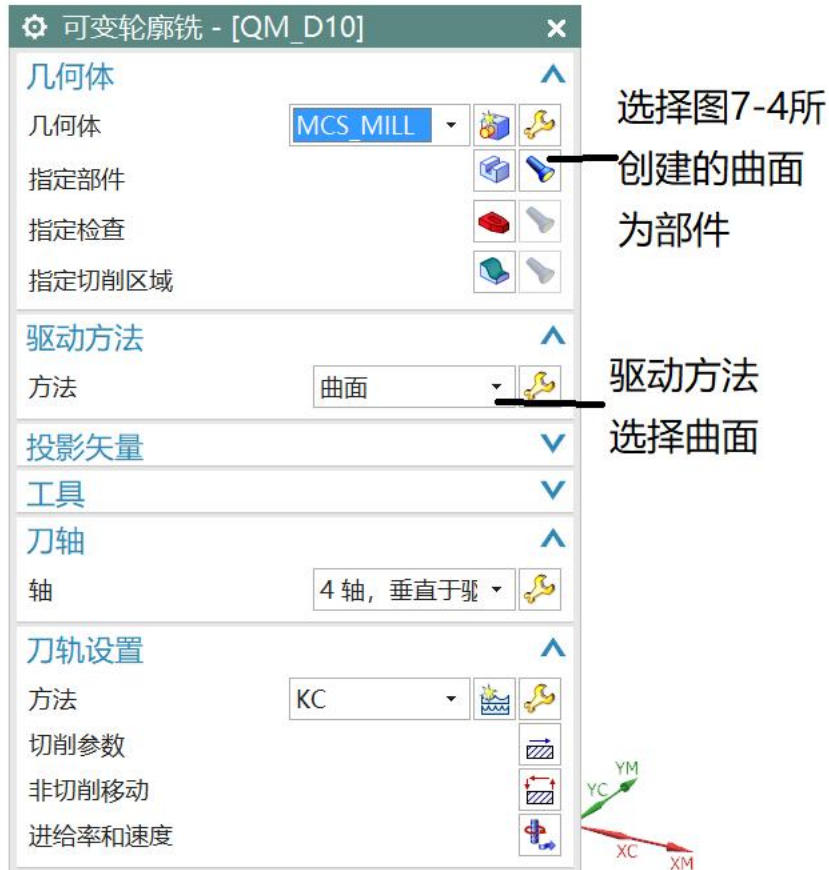 可变轮廓铣 - [QM_D10]
几何体
几何体 MCS_MILL
指定部件
指定检查
指定切削区域
选择图7-4所
创建的曲面
为部件
驱动方法
方法 曲面
驱动方法
选择曲面
投影矢量
工具
刀轴
轴 4 轴，垂直于驱
刀轨设置
方法 KC
切削参数
非切削移动
进给率和速度
YM
YC
XC
XM